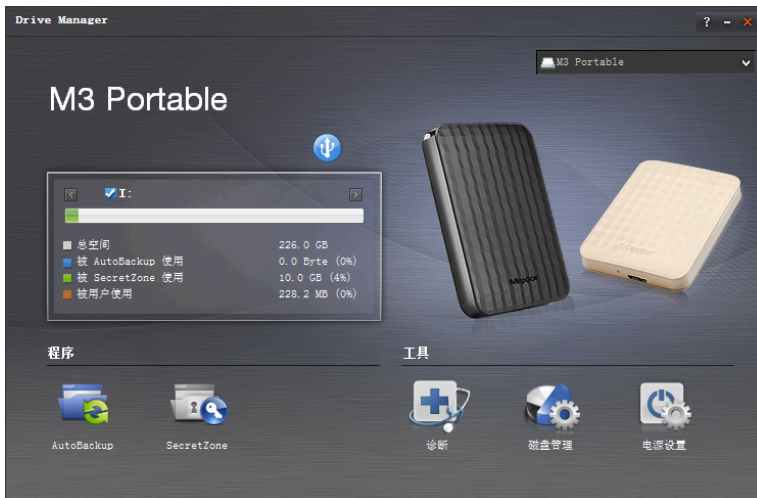 Drive Manager
? - ×
M3 Portable
M3 Portable
I:
总空间 226.0 GB
被 AutoBackup 使用 0.0 Byte (0%)
被 SecretZone 使用 10.0 GB (4%)
被用户使用 228.2 MB (0%)
Maxtor
Maxtor
程序
工具
AutoBackup
SecretZone
诊断
磁盘管理
电源设置